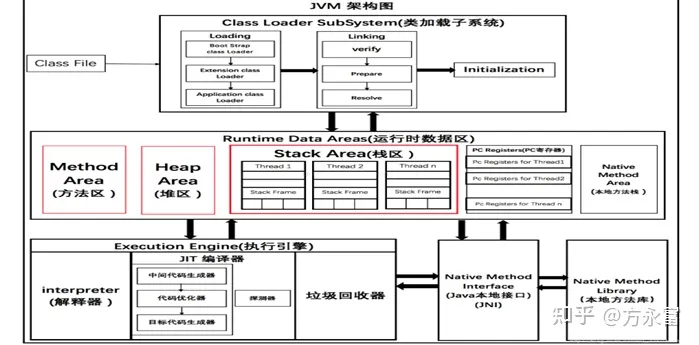 JVM 架构图
Class Loader SubSystem(类加载子系统)
Loading
Boot Strap
class Loader
Extension class
Loader
Application class
Loader
Linking
verify
Prepare
Resolve
Class File
Initialization
Runtime Data Areas(运行时数据区)
Method
Area
(方法区)
Heap
Area
(堆区)
Stack Area(栈区)
Thread 1
Thread 2
Thread n
Stack Frame
Stack Frame
Stack Frame
Pc Registers(PC寄存器)
Pc Registers for Thread1
Pc Registers for Thread2
Pc Registers for Thread n
Native
Method
Area
(本地方法栈)
Execution Engine(执行引擎)
interpreter
(解释器)
JIT 编译器
中间代码生成器
代码优化器
目标代码生成器
探测器
垃圾回收器
Native Method
Interface
(Java本地接口)
(JNI)
Native Method
Library
(本地方法库)
知乎 @方永富